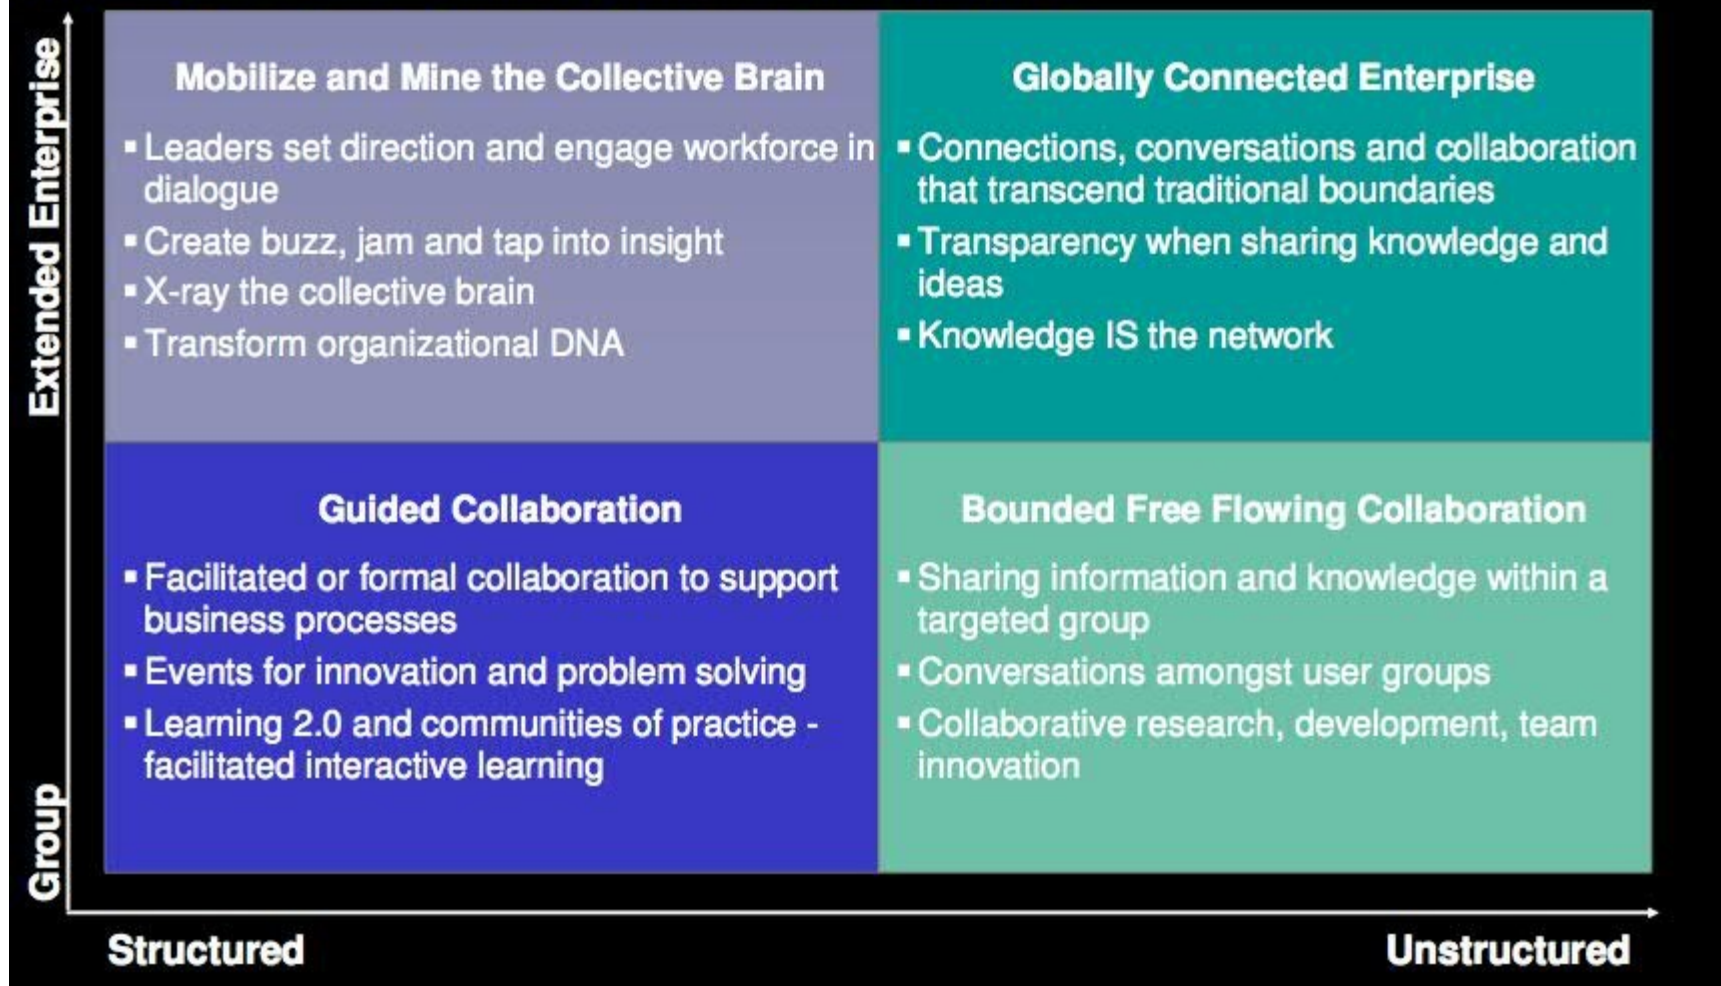 Extended Enterprise
Group
Mobilize and Mine the Collective Brain
▪ Leaders set direction and engage workforce in
dialogue
▪ Create buzz, jam and tap into insight
▪ X-ray the collective brain
▪ Transform organizational DNA
Globally Connected Enterprise
▪ Connections, conversations and collaboration
that transcend traditional boundaries
▪ Transparency when sharing knowledge and
ideas
▪ Knowledge IS the network
Guided Collaboration
▪ Facilitated or formal collaboration to support
business processes
▪ Events for innovation and problem solving
▪ Learning 2.0 and communities of practice -
facilitated interactive learning
Bounded Free Flowing Collaboration
▪ Sharing information and knowledge within a
targeted group
▪ Conversations amongst user groups
▪ Collaborative research, development, team
innovation
Structured
Unstructured